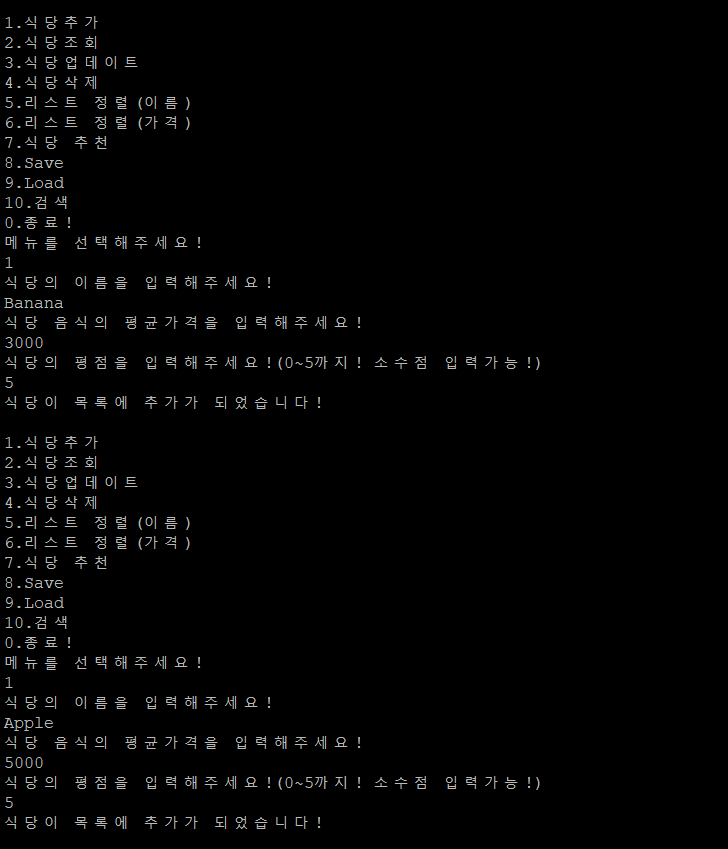 1.식당추가
2.식당조회
3.식당업데이트
4.식당삭제
5.리스트 정렬(이름)
6.리스트 정렬(가격)
7.식당 추천
8.Save
9.Load
10.검색
0.종료!
메뉴를 선택해주세요!
1
식당의 이름을 입력해주세요!
Banana
식당 음식의 평균가격을 입력해주세요!
3000
식당의 평점을 입력해주세요!(0~5까지! 소수점 입력가능!)
5
식당이 목록에 추가가 되었습니다!
1.식당추가
2.식당조회
3.식당업데이트
4.식당삭제
5.리스트 정렬(이름)
6.리스트 정렬(가격)
7.식당 추천
8.Save
9.Load
10.검색
0.종료!
메뉴를 선택해주세요!
1
식당의 이름을 입력해주세요!
Apple
식당 음식의 평균가격을 입력해주세요!
5000
식당의 평점을 입력해주세요!(0~5까지! 소수점 입력가능!)
5
식당이 목록에 추가가 되었습니다!